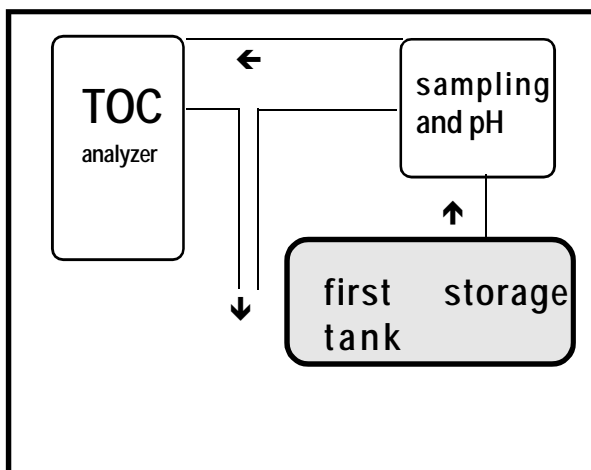 TOC
analyzer
sampling
and pH
first storage
tank